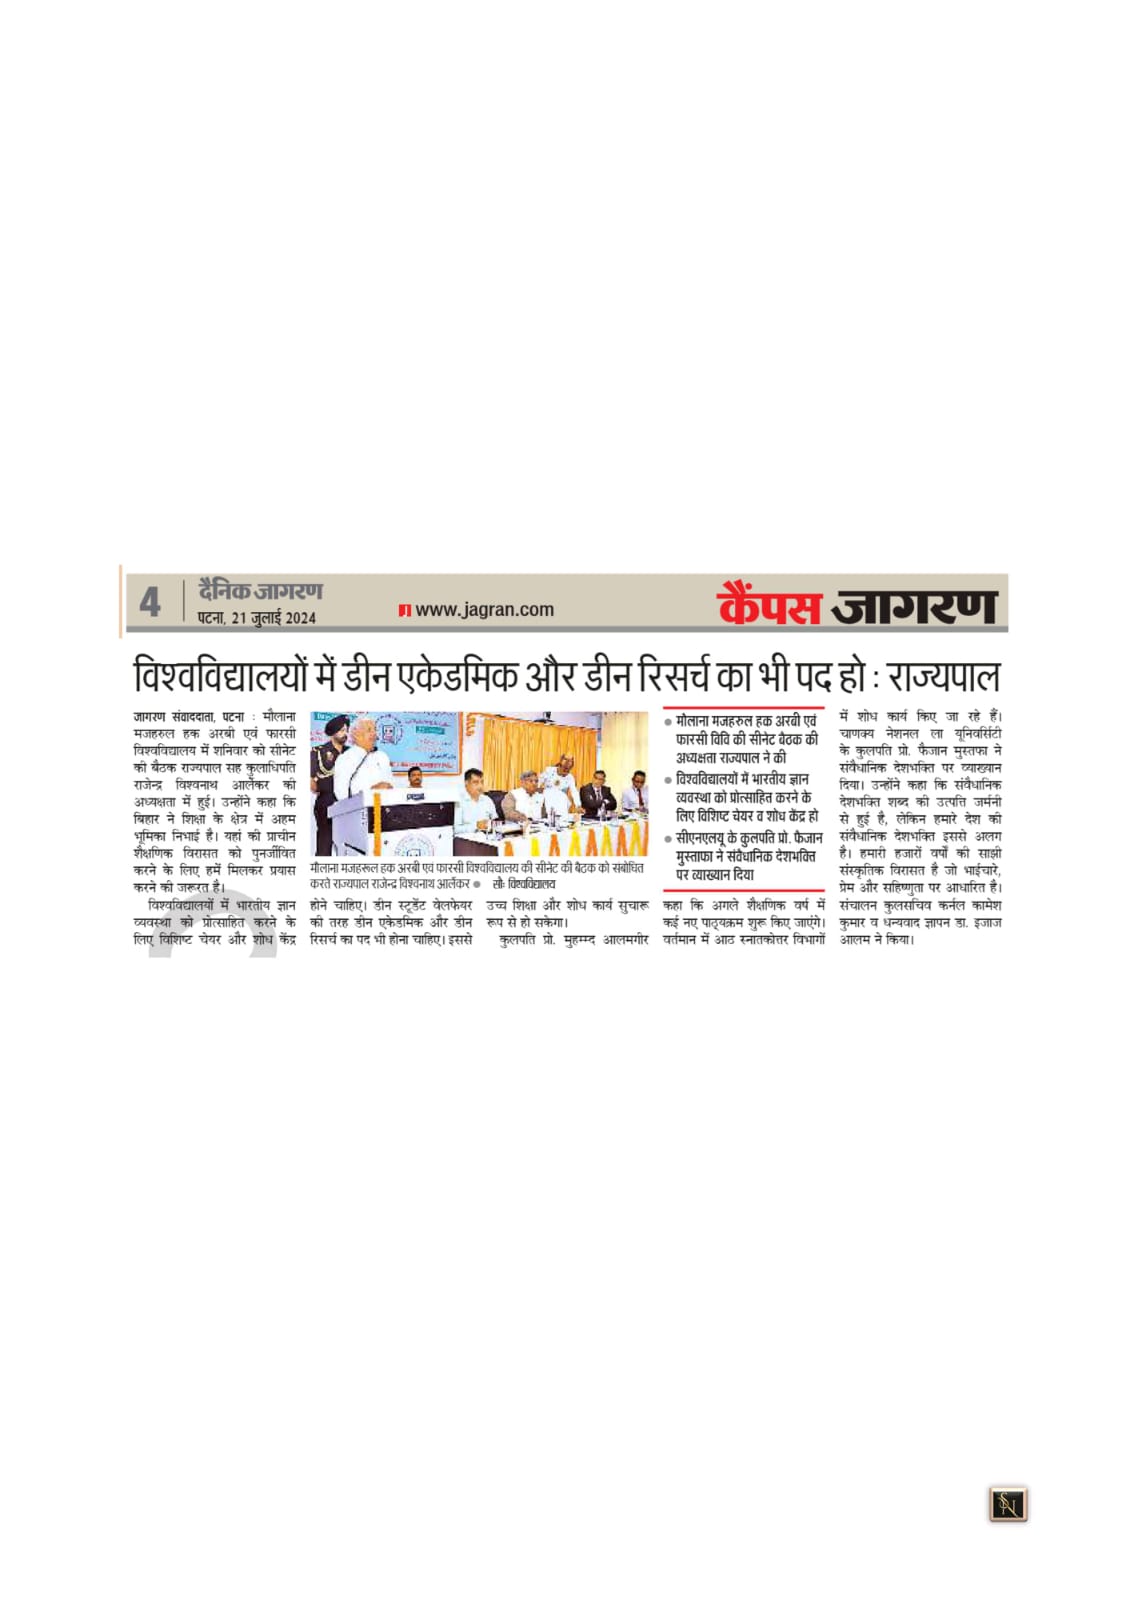 4
दैनिक जागरण
पटना, 21 जुलाई 2024
www.jagran.com
कैंपस जागरण
विश्वविद्यालयों में डीन एकेडमिक और डीन रिसर्च का भी पद हो : राज्यपाल
जागरण संवाददाता, पटना : मौलाना
मजहरुल हक अरबी एवं फारसी
विश्वविद्यालय में शनिवार को सीनेट
की बैठक राज्यपाल सह कुलाधिपति
राजेन्द्र विश्वनाथ आर्लेकर की
अध्यक्षता में हुई। उन्होंने कहा कि
बिहार ने शिक्षा के क्षेत्र में अहम
भूमिका निभाई है। यहां की प्राचीन
शैक्षणिक विरासत को पुनर्जीवित
करने के लिए हमें मिलकर प्रयास
करने की जरूरत है।
विश्वविद्यालयों में भारतीय ज्ञान
व्यवस्था को प्रोत्साहित करने के
लिए विशिष्ट चेयर और शोध केंद्र
मौलाना मजहरूल हक अरबी एवं फारसी विश्वविद्यालय की सीनेट की बैठक को संबोधित
करते राज्यपाल राजेन्द्र विश्वनाथ आर्लेकर ● सौ: विश्वविद्यालय
होने चाहिए। डीन स्टूडेंट वेलफेयर
की तरह डीन एकेडमिक और डीन
रिसर्च का पद भी होना चाहिए। इससे
उच्च शिक्षा और शोध कार्य सुचारू
रूप से हो सकेगा।
कुलपति प्रो. मुहम्मद आलमगीर
● मौलाना मजहरुल हक अरबी एवं
फारसी विवि की सीनेट बैठक की
अध्यक्षता राज्यपाल ने की
● विश्वविद्यालयों में भारतीय ज्ञान
व्यवस्था को प्रोत्साहित करने के
लिए विशिष्ट चेयर व शोध केंद्र हो
● सीएनएलयू के कुलपति प्रो. फैजान
मुस्तफा ने संवैधानिक देशभक्ति
पर व्याख्यान दिया
कहा कि अगले शैक्षणिक वर्ष में
कई नए पाठ्यक्रम शुरू किए जाएंगे।
वर्तमान में आठ स्नातकोत्तर विभागों
में शोध कार्य किए जा रहे हैं।
चाणक्य नेशनल ला यूनिवर्सिटी
के कुलपति प्रो. फैजान मुस्तफा ने
संवैधानिक देशभक्ति पर व्याख्यान
दिया। उन्होंने कहा कि संवैधानिक
देशभक्ति शब्द की उत्पत्ति जर्मनी
से हुई है, लेकिन हमारे देश की
संवैधानिक देशभक्ति इससे अलग
है। हमारी हजारों वर्षों की साझी
सांस्कृतिक विरासत है जो भाईचारे,
प्रेम और सहिष्णुता पर आधारित है।
संचालन कुलसचिव कर्नल कामेश
कुमार व धन्यवाद ज्ञापन डा. इजाज
आलम ने किया।